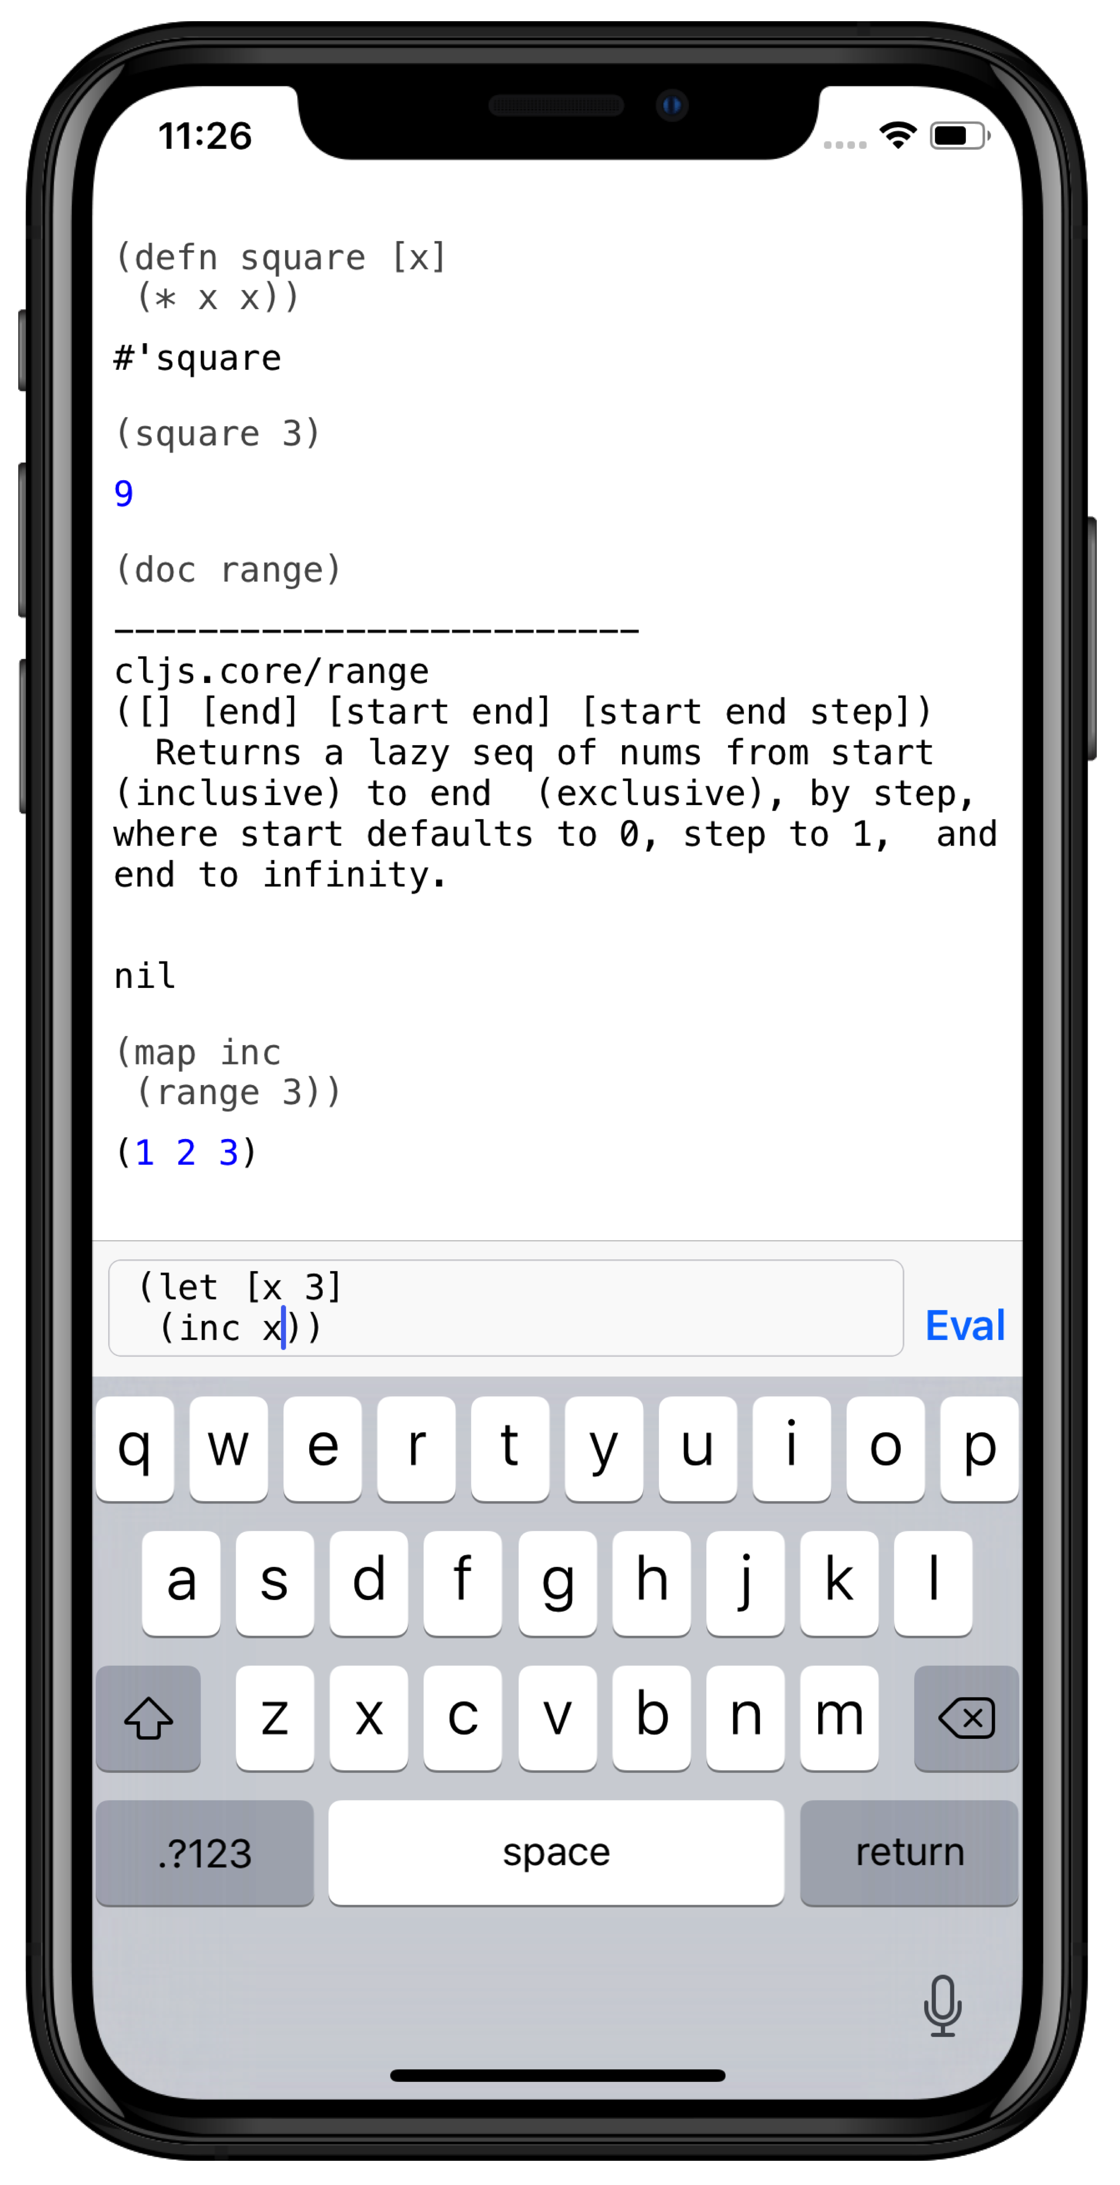 11:26
(defn square [x]
 (* x x))
#'square
(square 3)
9
(doc range)
-------------------------
cljs.core/range
([] [end] [start end] [start end step])
  Returns a lazy seq of nums from start
(inclusive) to end  (exclusive), by step,
where start defaults to 0, step to 1,  and
end to infinity.
nil
(map inc
 (range 3))
(1 2 3)
(let [x 3]
 (inc x))
Eval
q w e r t y u i o p
a s d f g h j k l
z x c v b n m
.?123 space return